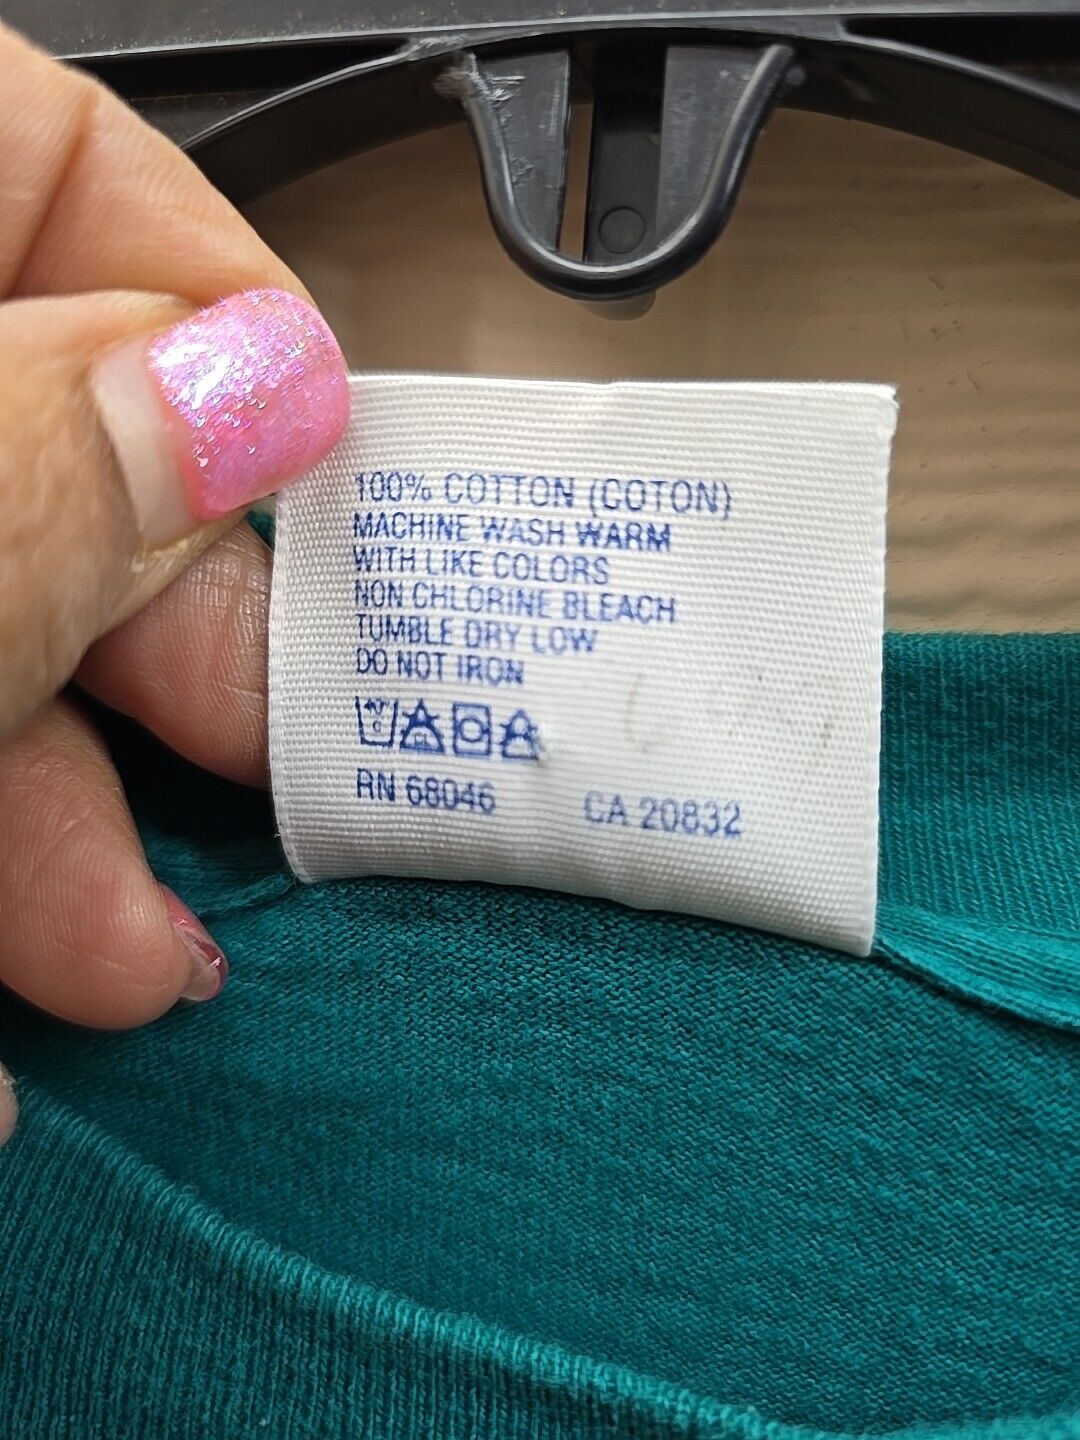 100% COTTON (COTON)
MACHINE WASH WARM
WITH LIKE COLORS
NON CHLORINE BLEACH
TUMBLE DRY LOW
DO NOT IRON
40°
C
RN 68046 CA 20832